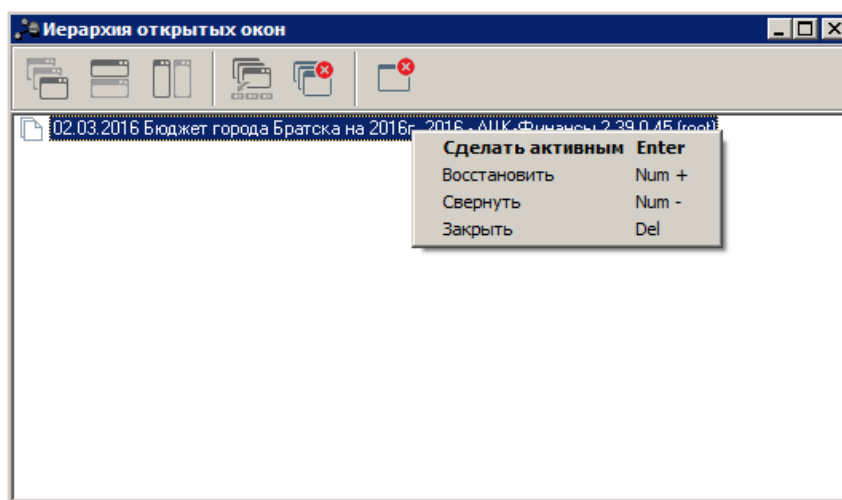 Иерархия открытых окон
02.03.2016 Бюджет города Братска на 2016г. 2016 - АЦК-Финансы 2.39.0.45 (root)
Сделать активным Enter
Восстановить Num +
Свернуть Num -
Закрыть Del